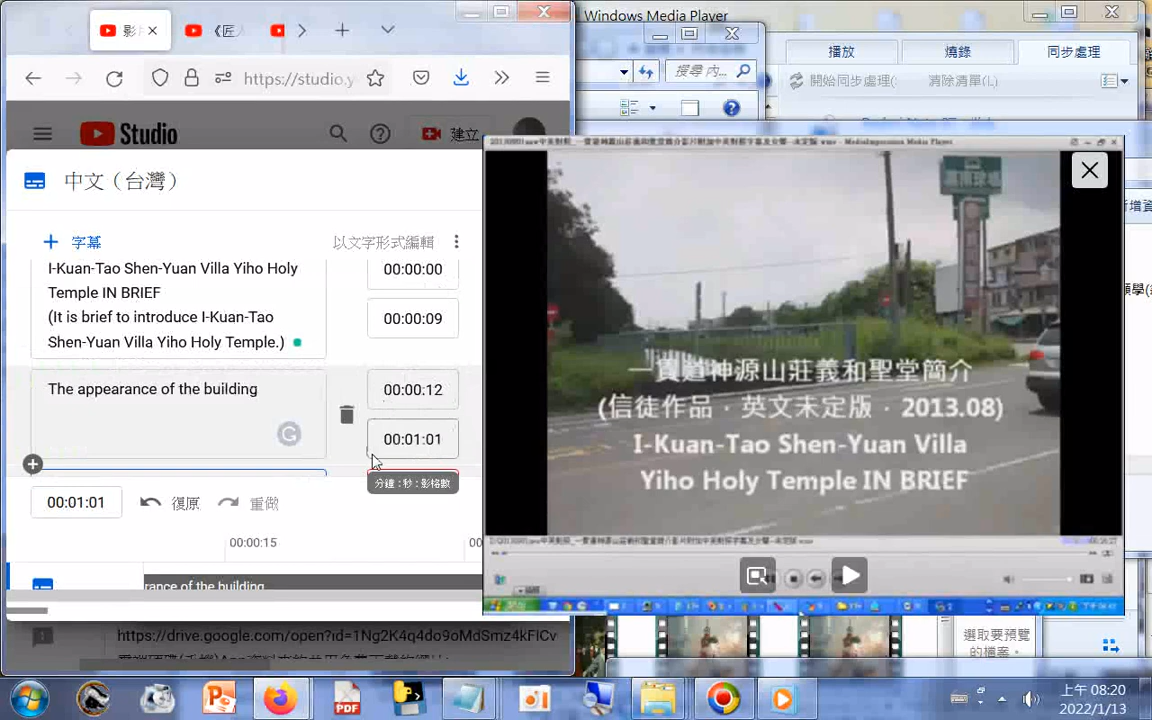 影
《匠
Windows Media Player
https://studio.y
搜尋 內...
播放
燒錄
同步處理
開始同步處理(
清除清單(L)
Studio
建立
中文（台灣）
字幕
以文字形式編輯
I-Kuan-Tao Shen-Yuan Villa Yiho Holy
Temple IN BRIEF
(It is brief to introduce I-Kuan-Tao
Shen-Yuan Villa Yiho Holy Temple.)
00:00:00
00:00:09
The appearance of the building
00:00:12
00:01:01
分鐘 : 秒 : 影格數
00:01:01
復原
重做
00:00:15
00
rance of the building
一貫道神源山莊義和聖堂簡介
(信徒作品．英文未定版．2013.08)
I-Kuan-Tao Shen-Yuan Villa
Yiho Holy Temple IN BRIEF
https://drive.google.com/open?id=1Ng2K4q4do9oMdSmz4kFICv
選取要預覽
的檔案。
PDF
上午 08:20
2022/1/13